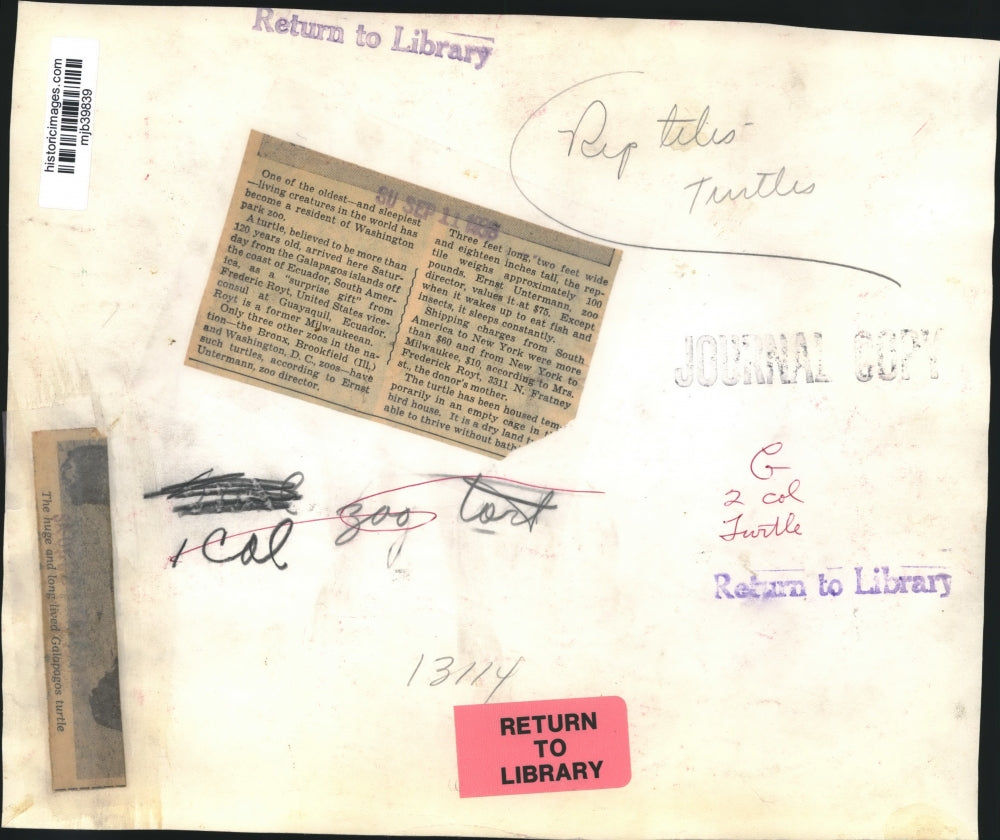 Return to Library
historicimages.com
mjb39839
Reptiles
Turtles
SU SEP 11 1938
One of the oldest—and sleepiest
—living creatures in the world has
become a resident of Washington
park zoo.
A turtle, believed to be more than
120 years old, arrived here Satur-
day from the Galapagos islands off
the coast of Ecuador, South Amer-
ica, as a "surprise gift" from
Frederic Royt, United States vice-
consul at Guayaquil, Ecuador.
Royt is a former Milwaukeean.
Only three other zoos in the na-
tion—the Bronx, Brookfield (Ill.)
and Washington, D. C., zoos—have
such turtles, according to Ernst
Untermann, zoo director.
Three feet long, two feet wide
and eighteen inches tall, the rep-
tile weighs approximately 100
pounds. Ernst Untermann, zoo
director, values it at $75. Except
when it wakes up to eat fish and
insects, it sleeps constantly.
Shipping charges from South
America to New York were more
than $60 and from New York to
Milwaukee, $10, according to Mrs.
Frederick Royt, 3311 N. Fratney
st., the donor's mother.
The turtle has been housed tem-
porarily in an empty cage in
bird house. It is a dry land
able to thrive without
JOURNAL COPY
The huge and long lived Galapagos turtle
1 Col
zoo
tort
G
2 col
Turtle
Return to Library
13114
RETURN
TO
LIBRARY